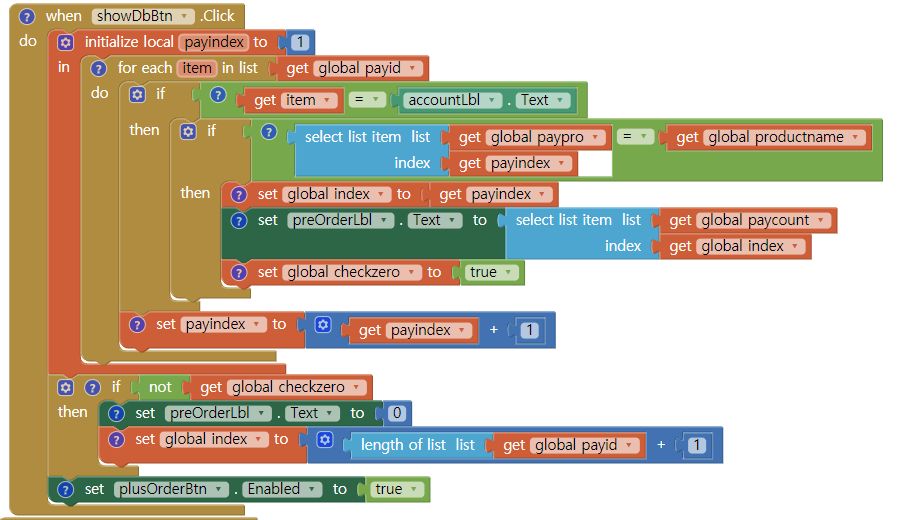 ? when showDbBtn .Click
do initialize local payindex to 1
in ? for each item in list get global payid
do if ? get item = accountLbl . Text
then if ? select list item list get global paypro = get global productname
index get payindex
then ? set global index to get payindex
? set preOrderLbl . Text to select list item list get global paycount
index get global index
? set global checkzero to true
? set payindex to get payindex + 1
? if not get global checkzero
then ? set preOrderLbl . Text to 0
? set global index to length of list list get global payid + 1
? set plusOrderBtn . Enabled to true